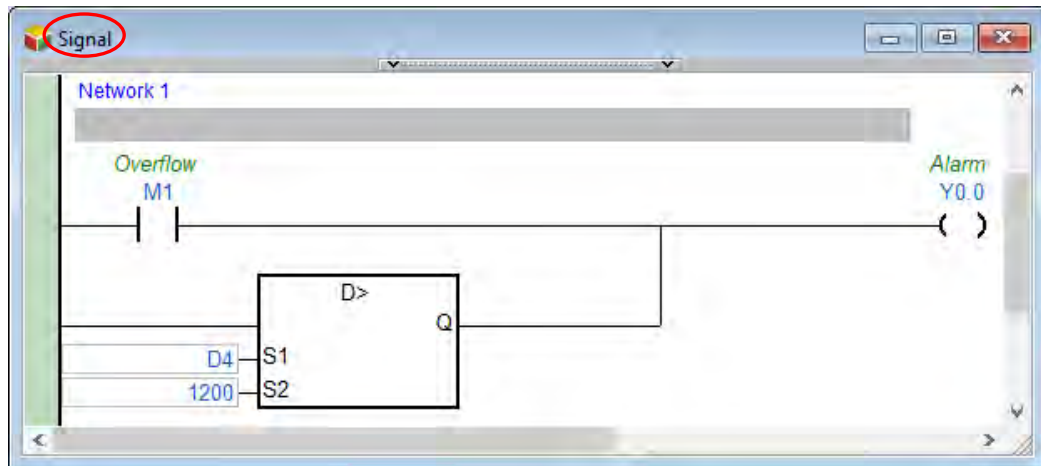 Signal
Network 1
Overflow
M1
Alarm
Y0.0
D>
Q
D4 S1
1200 S2